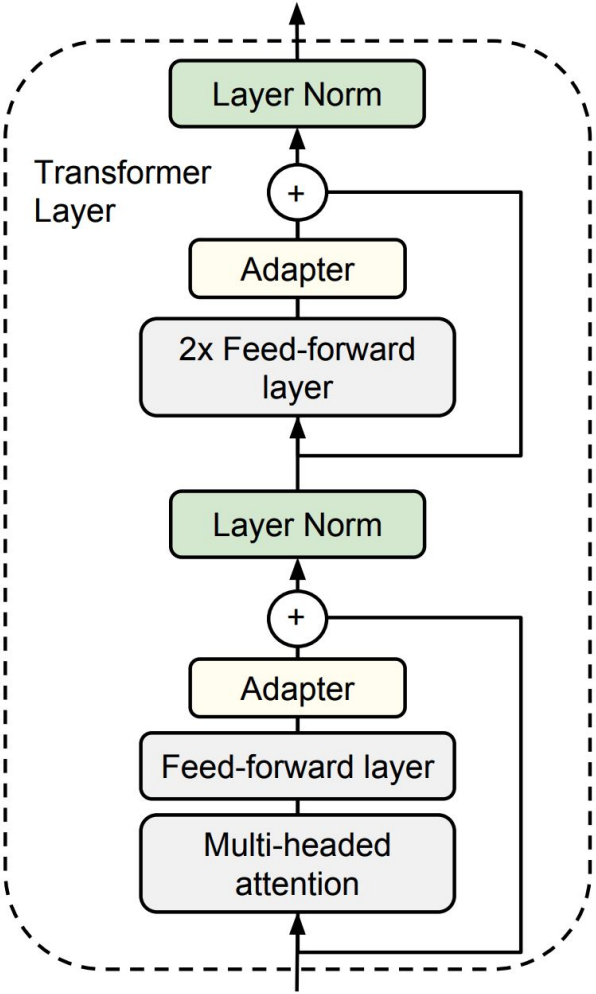 Layer Norm
Transformer
Layer
+
Adapter
2x Feed-forward
layer
Layer Norm
+
Adapter
Feed-forward layer
Multi-headed
attention